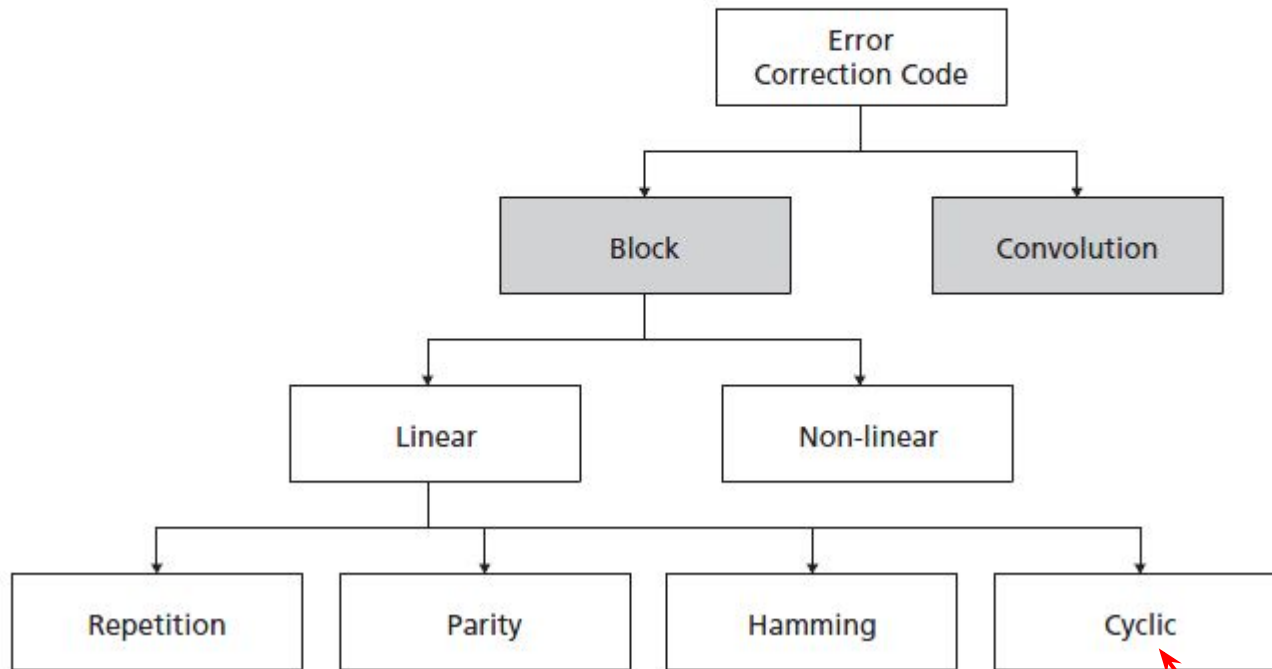 Error
Correction Code
Block
Convolution
Linear
Non-linear
Repetition
Parity
Hamming
Cyclic